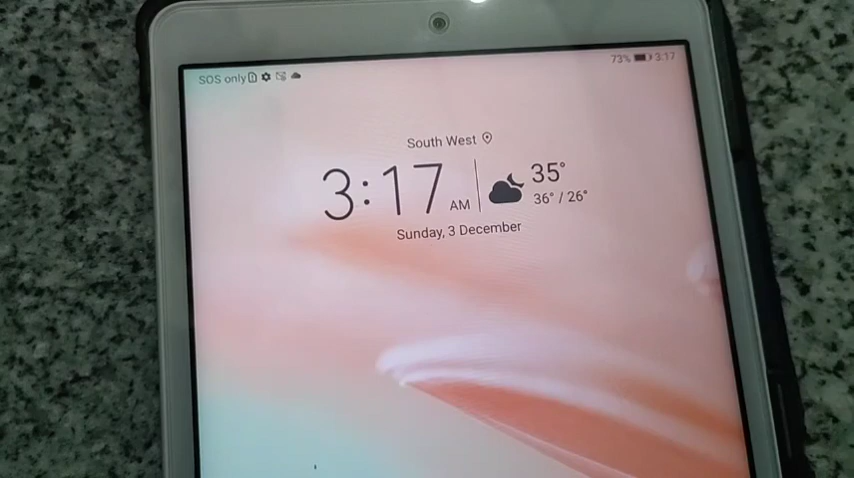 SOS only
73% 3:17
South West
3:17 AM
35°
36° / 26°
Sunday, 3 December